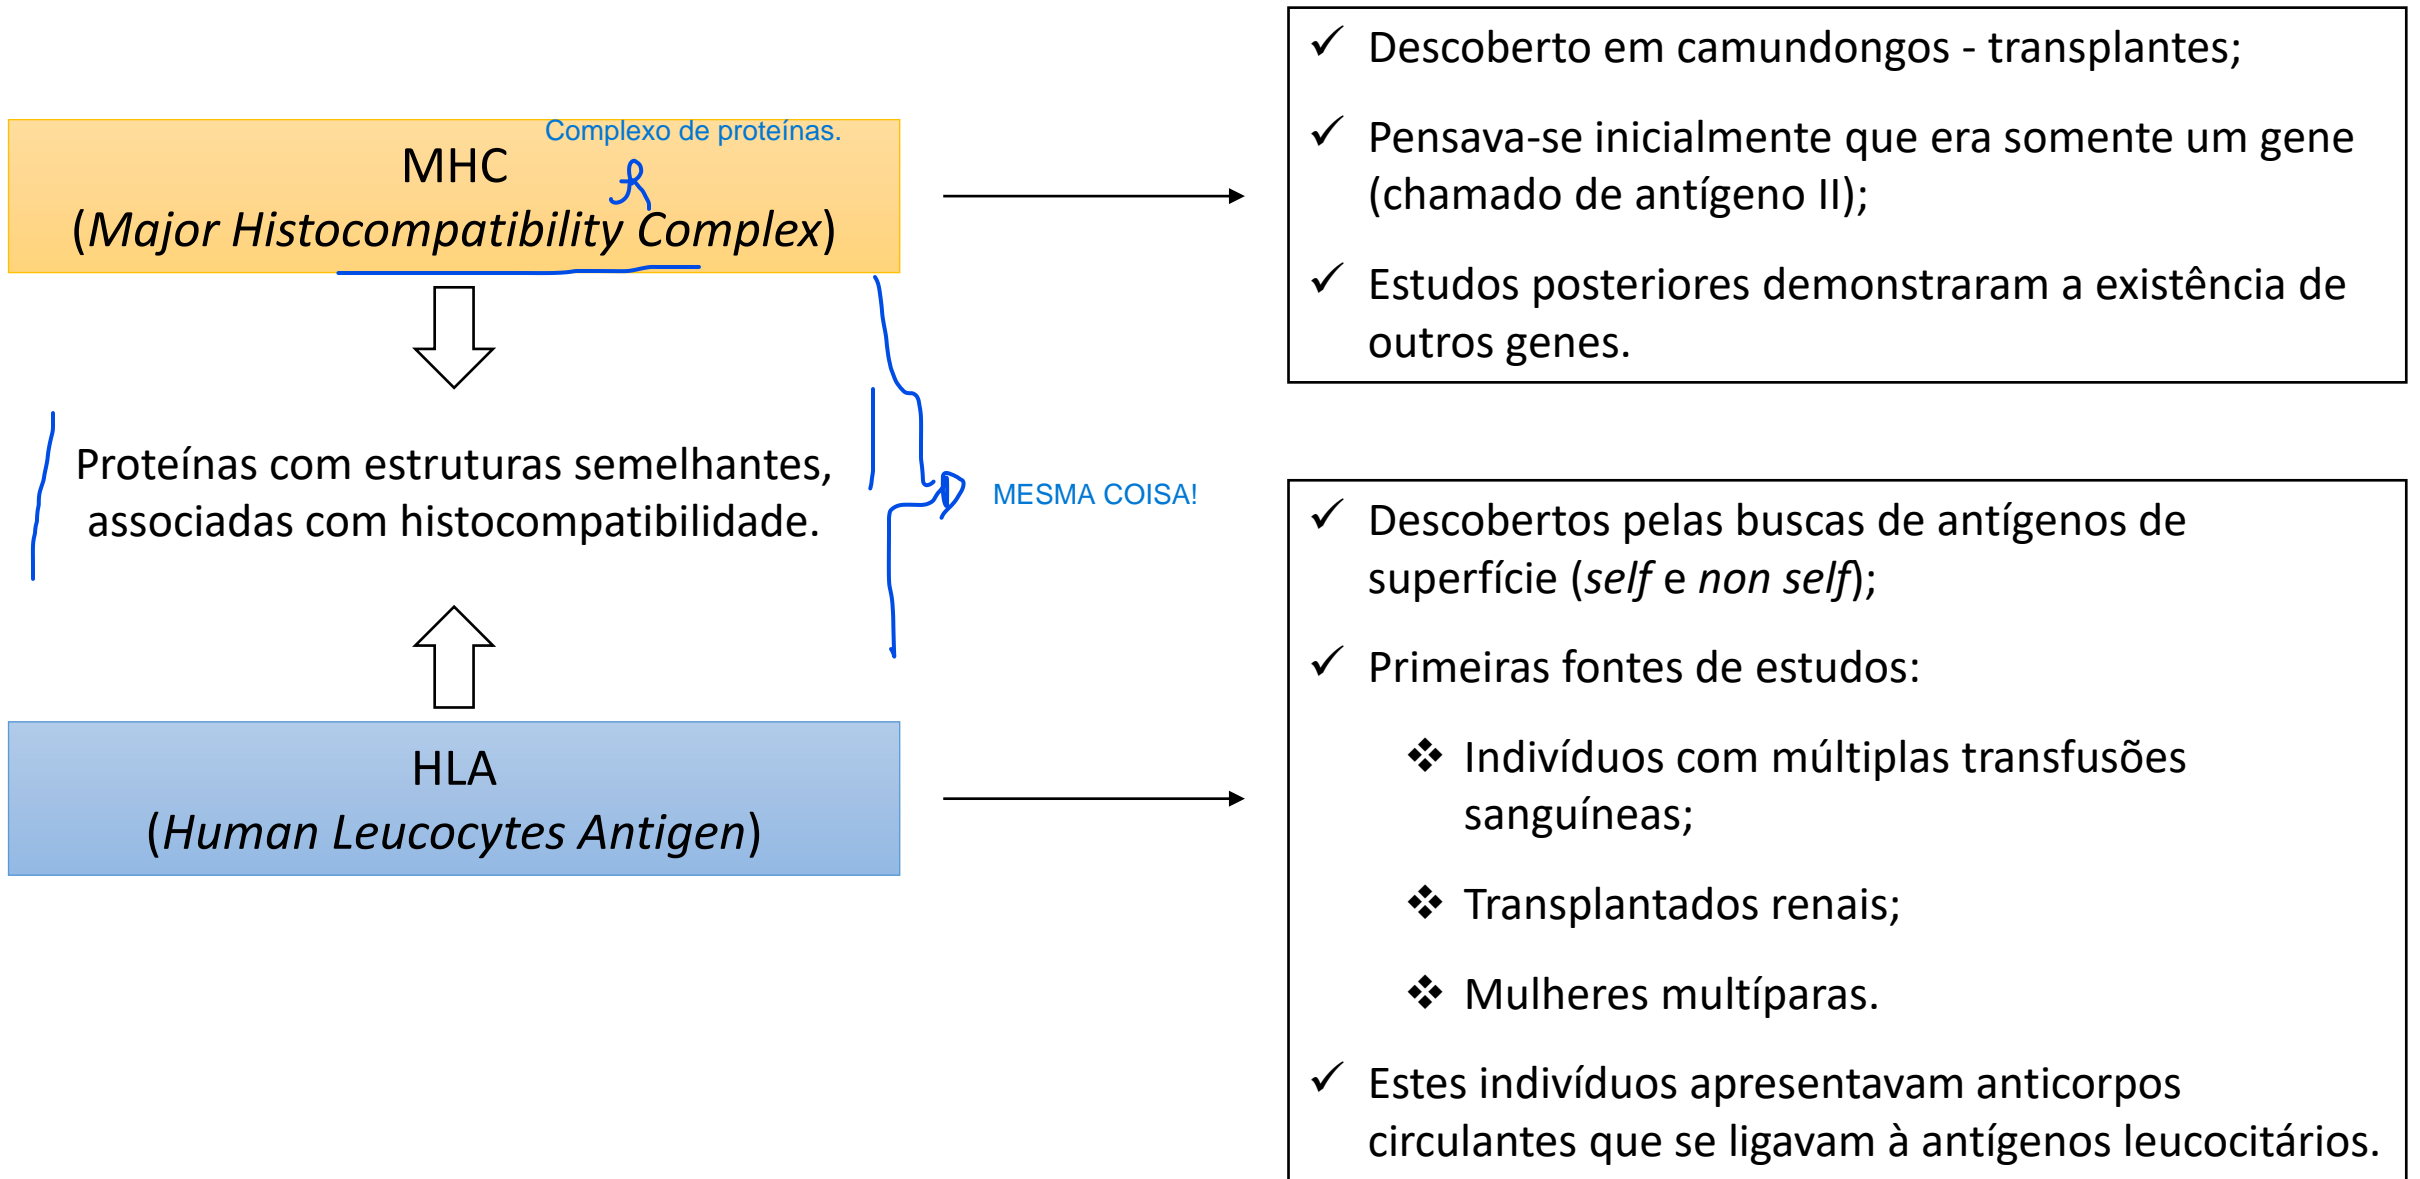 MHC
Complexo de proteínas.
(Major Histocompatibility Complex)
Proteínas com estruturas semelhantes,
associadas com histocompatibilidade.
HLA
(Human Leucocytes Antigen)
MESMA COISA!
✓ Descoberto em camundongos - transplantes;
✓ Pensava-se inicialmente que era somente um gene
(chamado de antígeno II);
✓ Estudos posteriores demonstraram a existência de
outros genes.
✓ Descobertos pelas buscas de antígenos de
superfície (self e non self);
✓ Primeiras fontes de estudos:
❖ Indivíduos com múltiplas transfusões
sanguíneas;
❖ Transplantados renais;
❖ Mulheres multíparas.
✓ Estes indivíduos apresentavam anticorpos
circulantes que se ligavam à antígenos leucocitários.